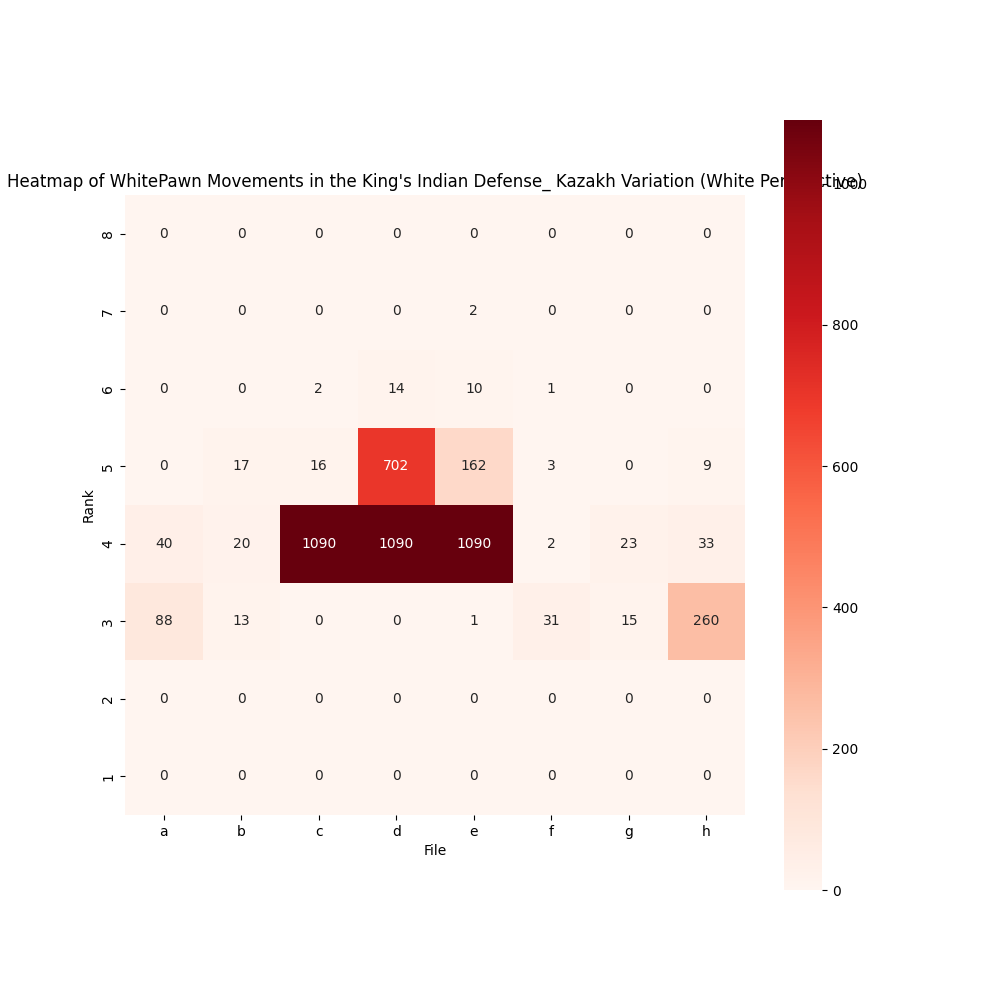 Heatmap of WhitePawn Movements in the King's Indian Defense_ Kazakh Variation (White Perspective)
1000
8 0 0 0 0 0 0 0 0
7 0 0 0 0 2 0 0 0
800
6 0 0 2 14 10 1 0 0
5 0 17 16 702 162 3 0 9
600
Rank
4 40 20 1090 1090 1090 2 23 33
400
3 88 13 0 0 1 31 15 260
2 0 0 0 0 0 0 0 0
200
1 0 0 0 0 0 0 0 0
a b c d e f g h
File
0